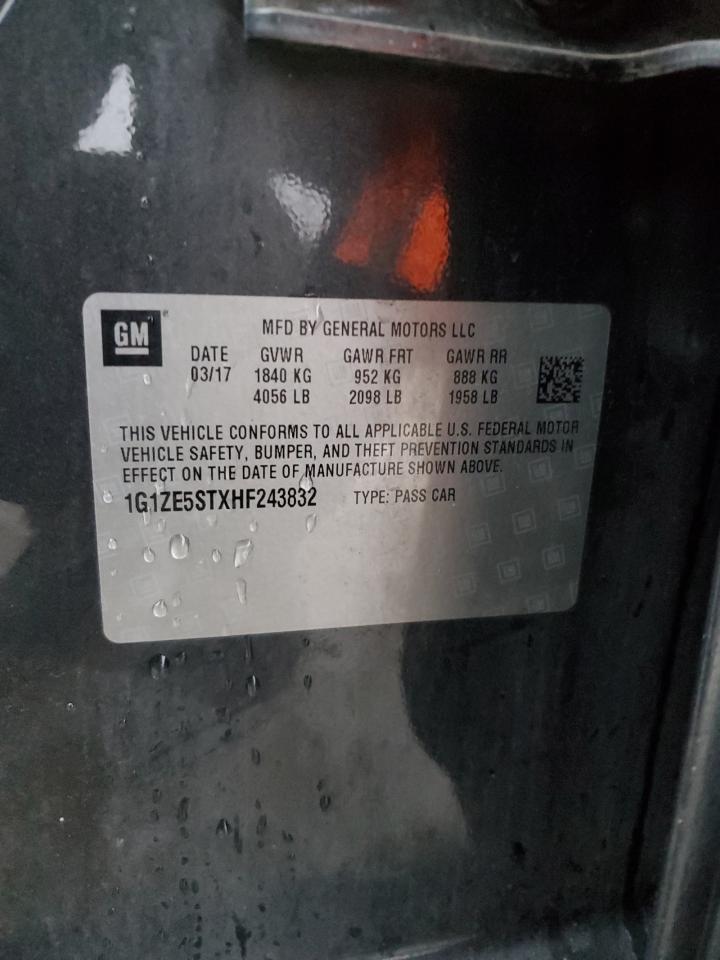 GM
MFD BY GENERAL MOTORS LLC
DATE GVWR GAWR FRT GAWR RR
03/17 1840 KG 952 KG 888 KG
4056 LB 2098 LB 1958 LB
THIS VEHICLE CONFORMS TO ALL APPLICABLE U.S. FEDERAL MOTOR
VEHICLE SAFETY, BUMPER, AND THEFT PREVENTION STANDARDS IN
EFFECT ON THE DATE OF MANUFACTURE SHOWN ABOVE.
1G1ZE5STXHF243832 TYPE: PASS CAR